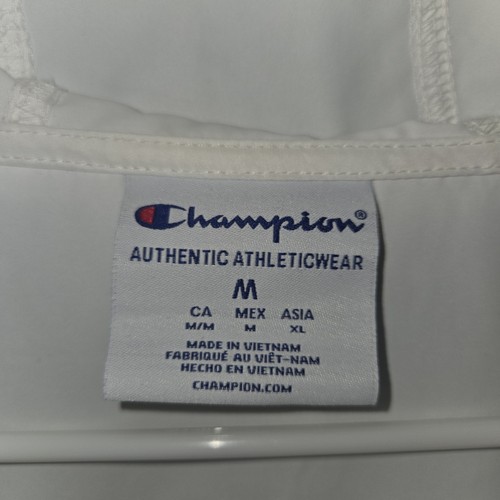 Champion®
AUTHENTIC ATHLETICWEAR
M
CA MEX ASIA
M/M M XL
MADE IN VIETNAM
FABRIQUÉ AU VIÊT-NAM
HECHO EN VIETNAM
CHAMPION.COM